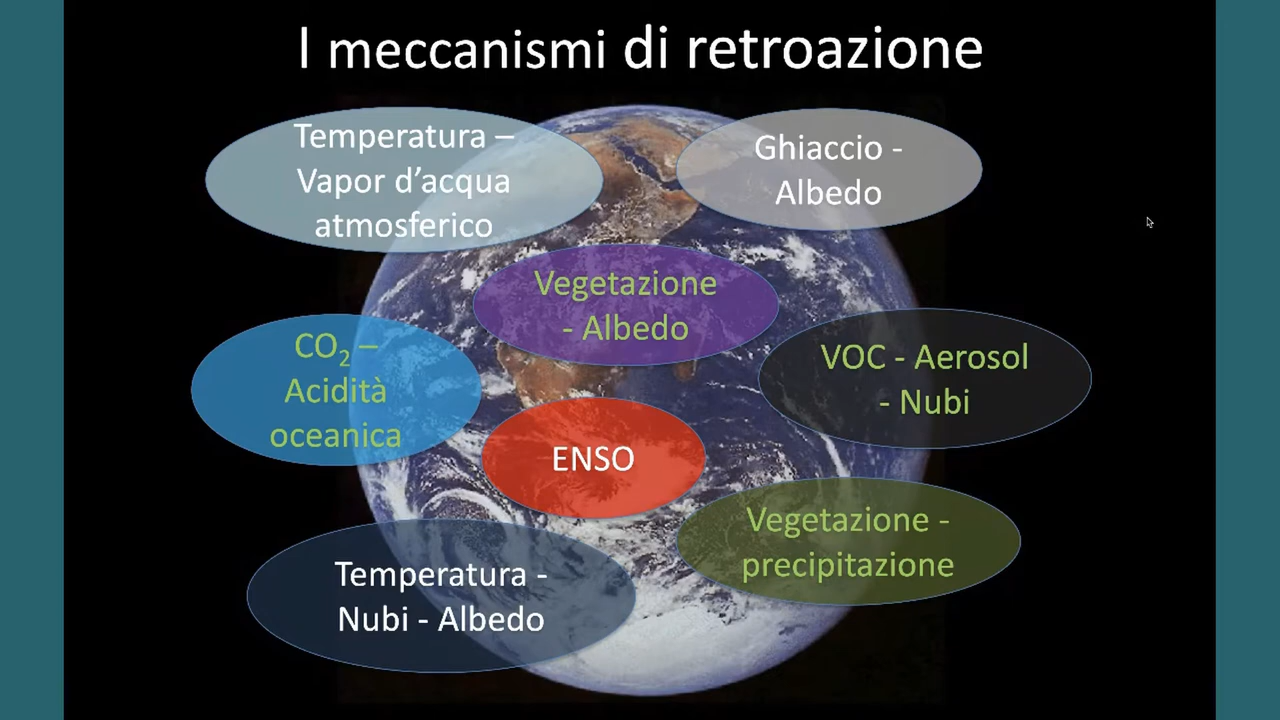 I meccanismi di retroazione
Temperatura –
Vapor d’acqua
atmosferico
Ghiaccio -
Albedo
Vegetazione
- Albedo
CO₂ –
Acidità
oceanica
VOC - Aerosol
- Nubi
ENSO
Vegetazione -
precipitazione
Temperatura -
Nubi - Albedo